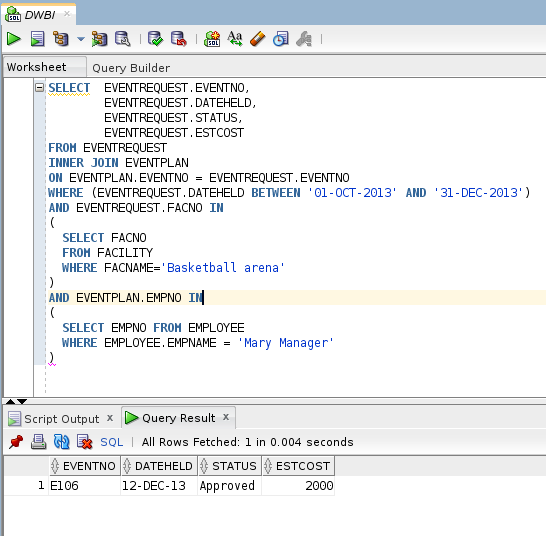 DWBI
SQL
Worksheet Query Builder
SELECT EVENTREQUEST.EVENTNO,
EVENTREQUEST.DATEHELD,
EVENTREQUEST.STATUS,
EVENTREQUEST.ESTCOST
FROM EVENTREQUEST
INNER JOIN EVENTPLAN
ON EVENTPLAN.EVENTNO = EVENTREQUEST.EVENTNO
WHERE (EVENTREQUEST.DATEHELD BETWEEN '01-OCT-2013' AND '31-DEC-2013')
AND EVENTREQUEST.FACNO IN
(
SELECT FACNO
FROM FACILITY
WHERE FACNAME='Basketball arena'
)
AND EVENTPLAN.EMPNO IN
(
SELECT EMPNO FROM EMPLOYEE
WHERE EMPLOYEE.EMPNAME = 'Mary Manager'
)
Script Output x Query Result x
SQL | All Rows Fetched: 1 in 0.004 seconds
EVENTNO DATEHELD STATUS ESTCOST
1 E106 12-DEC-13 Approved 2000